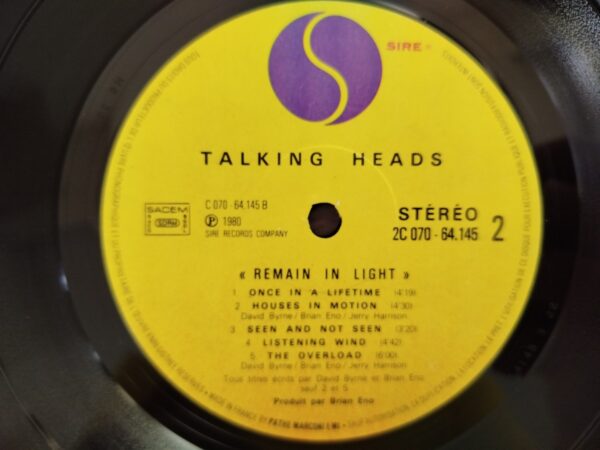 SIRE
TALKING HEADS
C 070 - 64.145 B
SACEM
SDRM
℗ 1980
SIRE RECORDS COMPANY
STÉRÉO
2C 070 - 64.145
2
« REMAIN IN LIGHT »
1 ONCE IN A LIFETIME (4'19)
2 HOUSES IN MOTION (4'30)
David Byrne / Brian Eno / Jerry Harrison
3 SEEN AND NOT SEEN (3'20)
4 LISTENING WIND (4'42)
5 THE OVERLOAD (6'00)
David Byrne / Brian Eno / Jerry Harrison
Tous titres écrits par David Byrne et Brian Eno
sauf 2 et 5
Produit par Brian Eno
MADE IN FRANCE BY PATHE MARCONI EMI